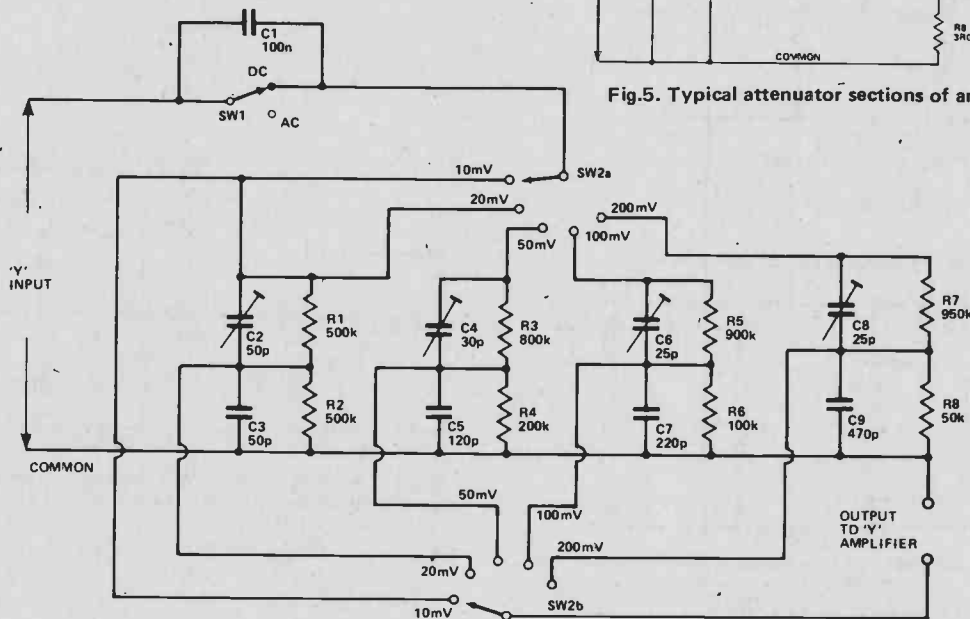 C1
100n
DC
SW1
AC
R8
3R0
COMMON
Fig.5. Typical attenuator sections of an
10mV
SW2a
20mV
50mV
100mV
200mV
'Y'
INPUT
C2
50p
R1
500k
C4
30p
R3
800k
C6
25p
R5
900k
C8
25p
R7
950k
C3
50p
R2
500k
C5
120p
R4
200k
C7
220p
R6
100k
C9
470p
R8
50k
COMMON
50mV
100mV
20mV
200mV
10mV
SW2b
OUTPUT
TO 'Y'
AMPLIFIER